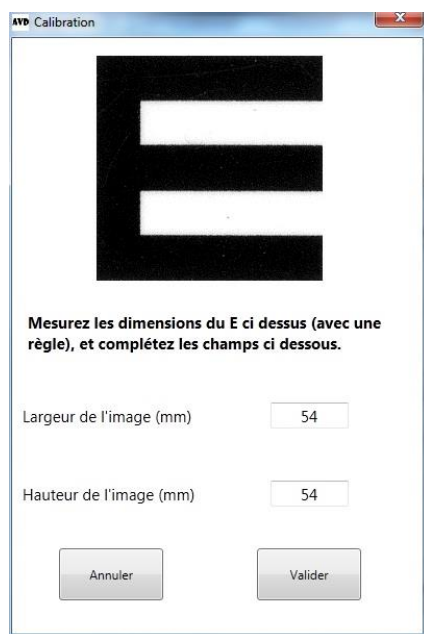 AVD Calibration
E
Mesurez les dimensions du E ci dessus (avec une
règle), et complétez les champs ci dessous.
Largeur de l'image (mm) 54
Hauteur de l'image (mm) 54
Annuler Valider